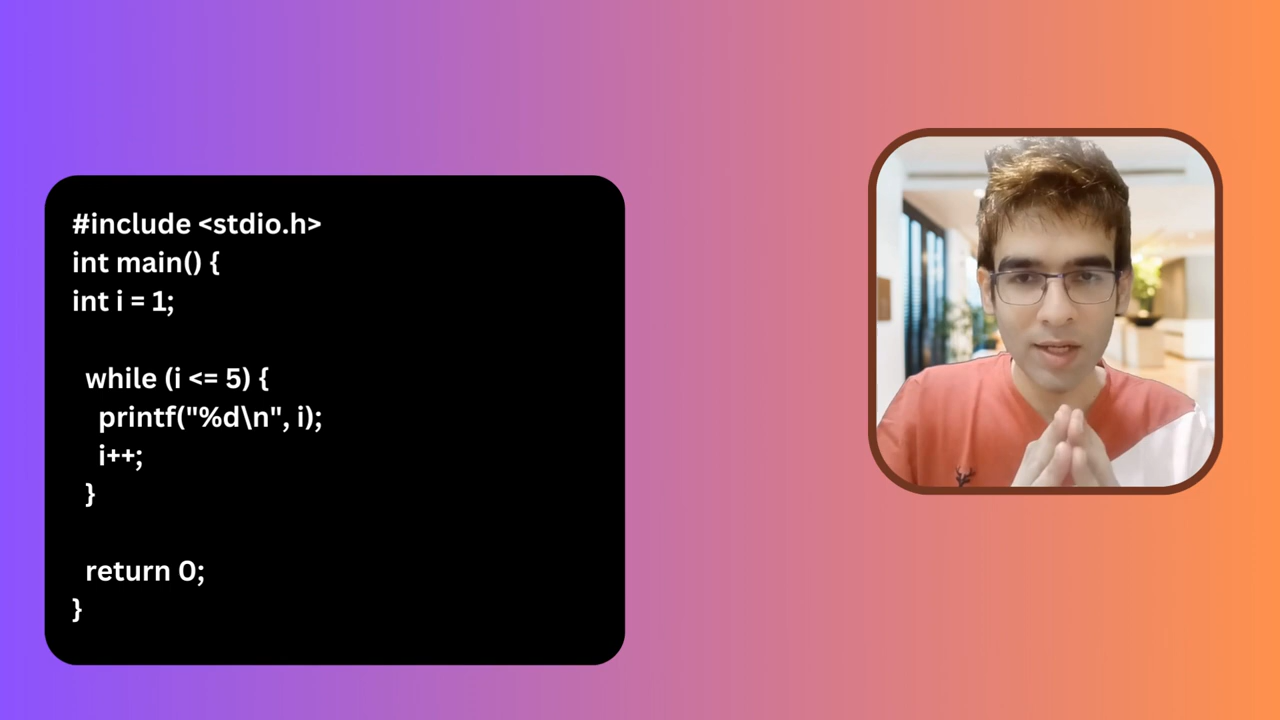 #include <stdio.h>
int main() {
int i = 1;
while (i <= 5) {
printf("%d\n", i);
i++;
}
return 0;
}